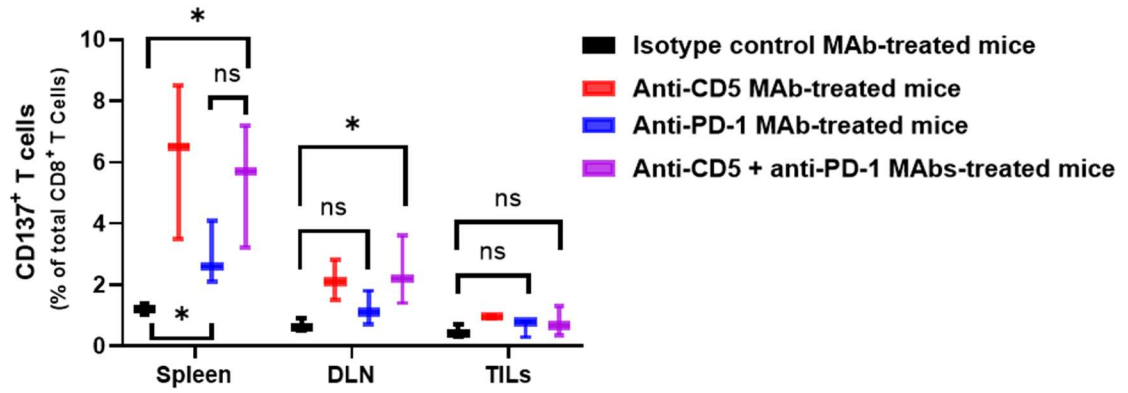 *
10
8
6
4
2
0
CD137⁺ T cells
(% of total CD8⁺ T Cells)
ns
*
*
ns
ns
ns
Spleen
DLN
TILs
Isotype control MAb-treated mice
Anti-CD5 MAb-treated mice
Anti-PD-1 MAb-treated mice
Anti-CD5 + anti-PD-1 MAbs-treated mice